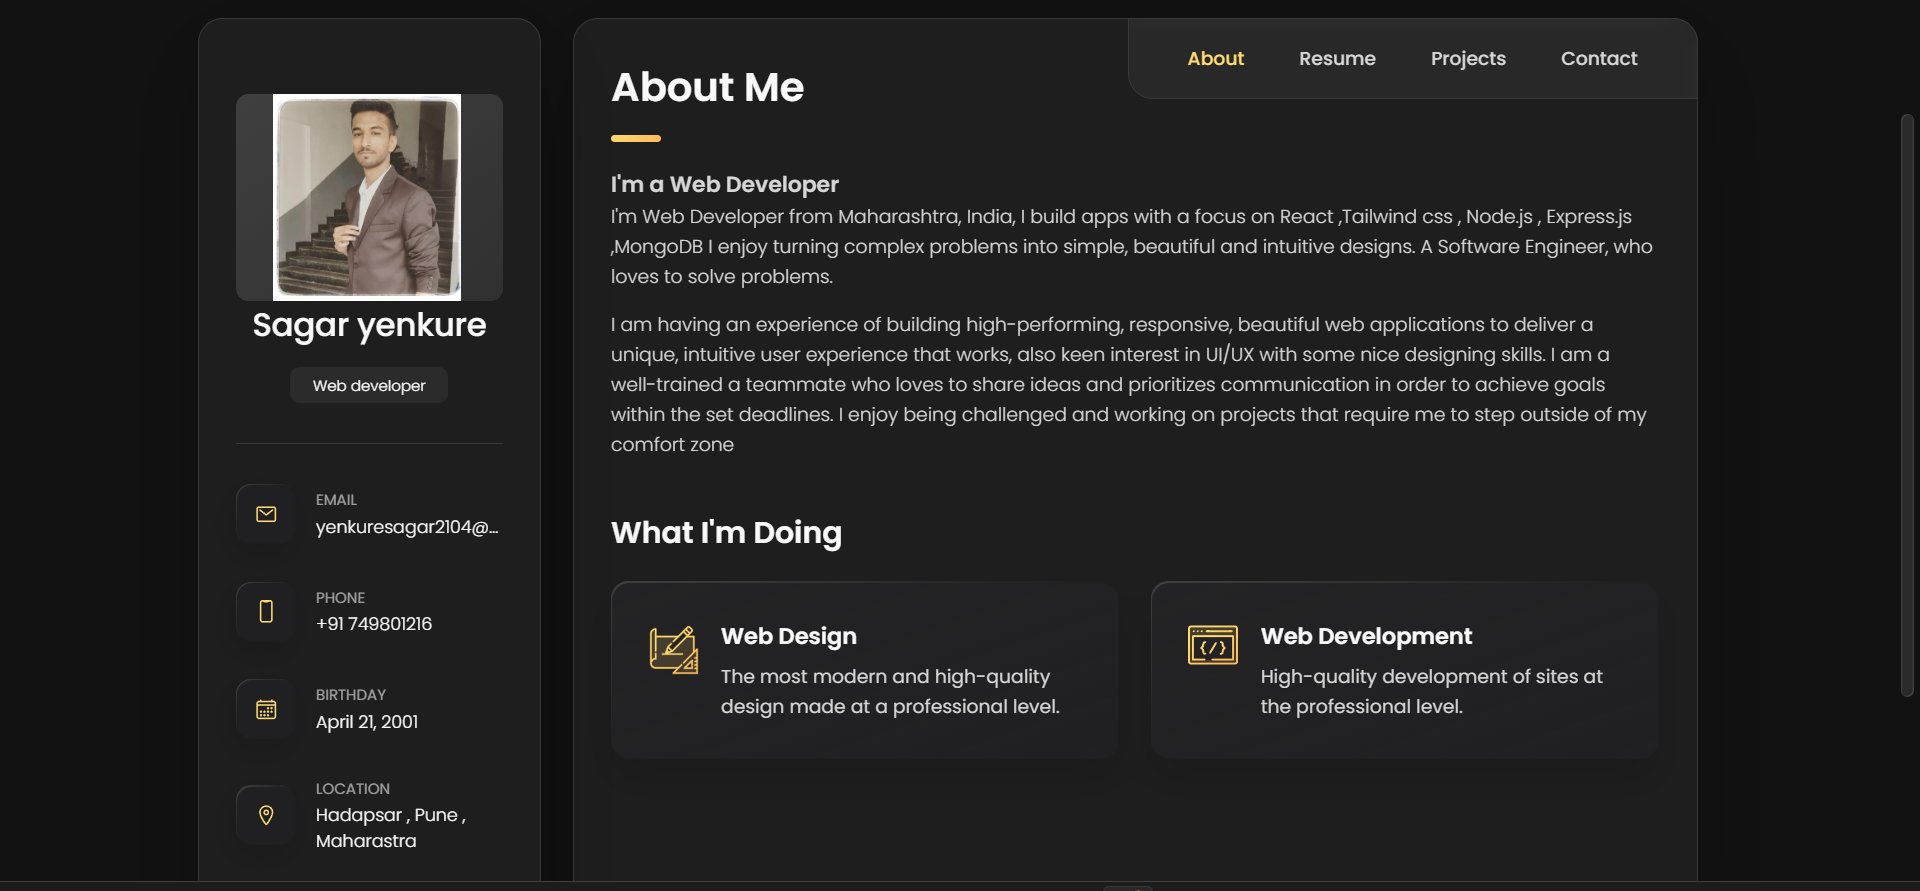 Sagar yenkure
Web developer
EMAIL
yenkuresagar2104@...
PHONE
+91 749801216
BIRTHDAY
April 21, 2001
LOCATION
Hadapsar , Pune ,
Maharastra
About Resume Projects Contact
About Me
I'm a Web Developer
I'm Web Developer from Maharashtra, India, I build apps with a focus on React ,Tailwind css , Node.js , Express.js
,MongoDB I enjoy turning complex problems into simple, beautiful and intuitive designs. A Software Engineer, who
loves to solve problems.
I am having an experience of building high-performing, responsive, beautiful web applications to deliver a
unique, intuitive user experience that works, also keen interest in UI/UX with some nice designing skills. I am a
well-trained a teammate who loves to share ideas and prioritizes communication in order to achieve goals
within the set deadlines. I enjoy being challenged and working on projects that require me to step outside of my
comfort zone
What I'm Doing
Web Design
The most modern and high-quality
design made at a professional level.
Web Development
High-quality development of sites at
the professional level.